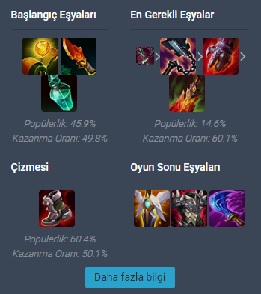 Başlangıç Eşyaları
En Gerekli Eşyalar
Popülerlik: 45.9%
Kazanma Oranı: 49.8%
Popülerlik: 14.6%
Kazanma Oranı: 60.1%
Çizmesi
Oyun Sonu Eşyaları
Popülerlik: 60.4%
Kazanma Oranı: 50.1%
Daha fazla bilgi